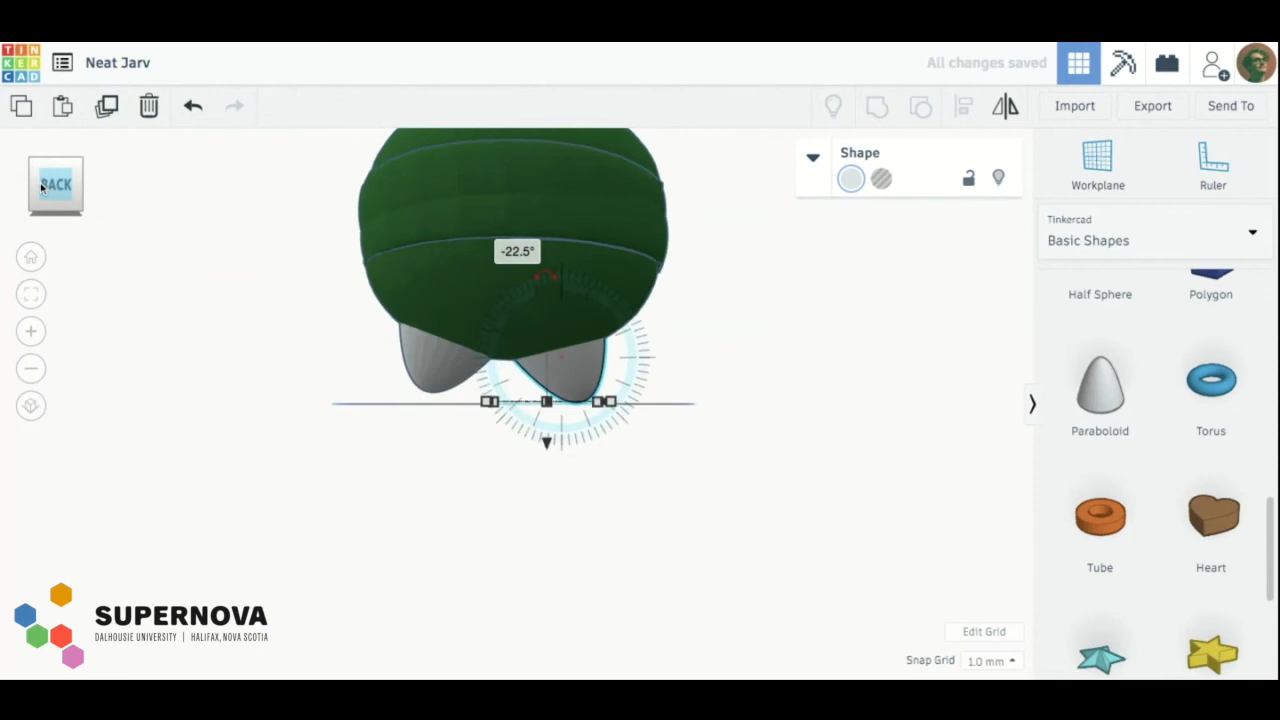 TIN
KER
CAD
Neat Jarv
All changes saved
Import
Export
Send To
BACK
Shape
Workplane
Ruler
Tinkercad
Basic Shapes
-22.5°
Half Sphere
Polygon
Paraboloid
Torus
Tube
Heart
SUPERNOVA
DALHOUSIE UNIVERSITY | HALIFAX, NOVA SCOTIA
Edit Grid
Snap Grid
1.0 mm